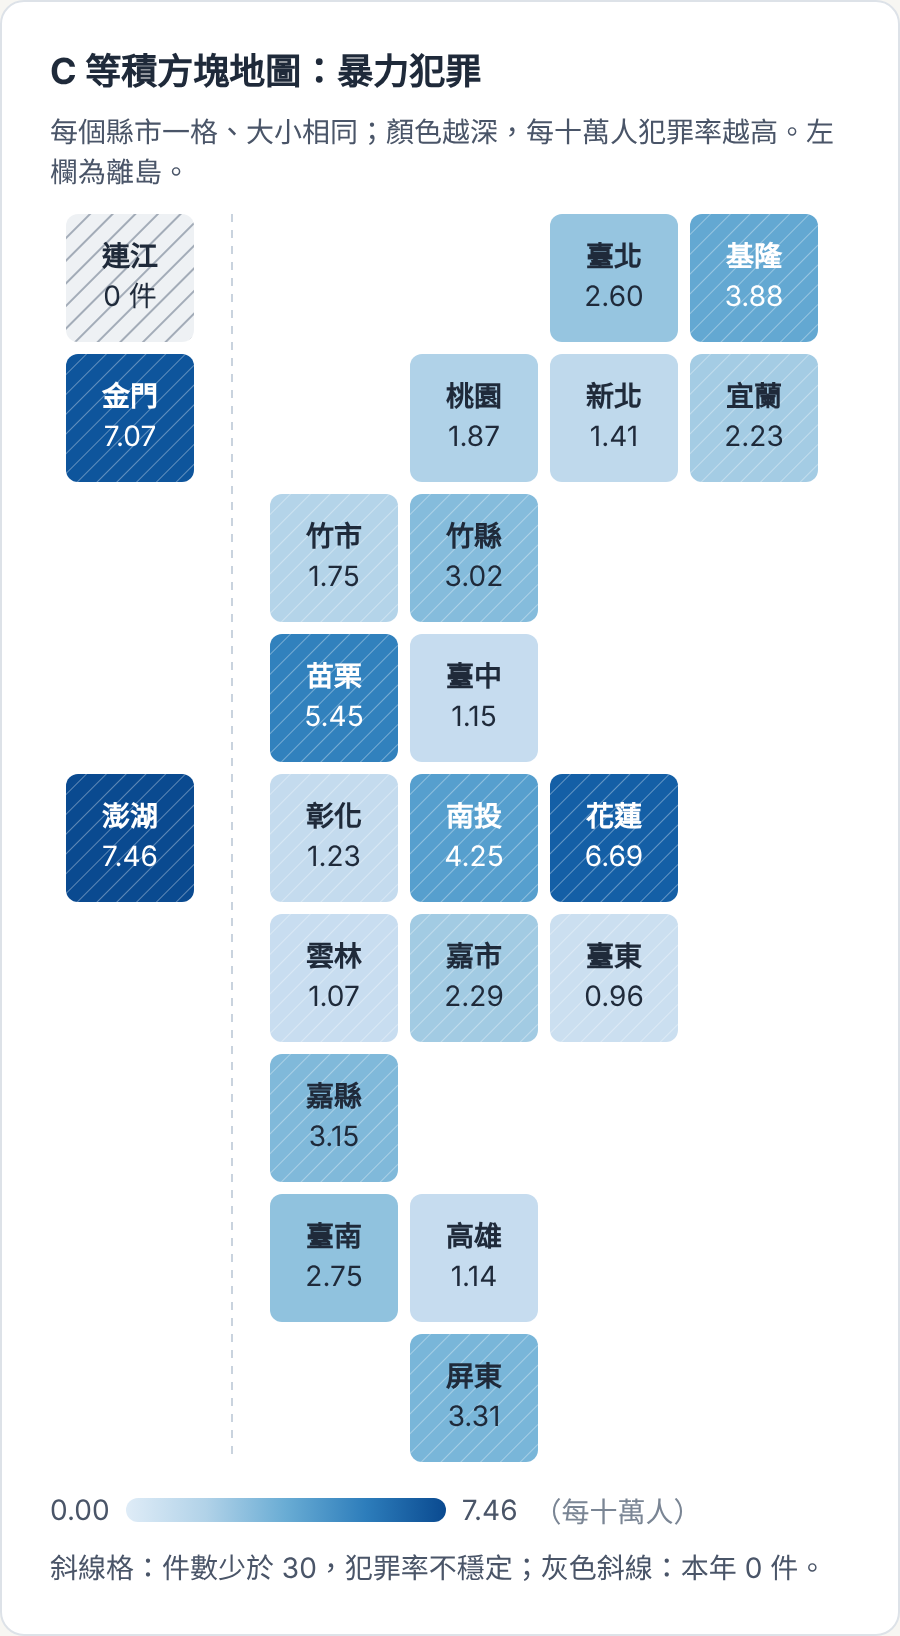 C 等積方塊地圖：暴力犯罪
每個縣市一格、大小相同；顏色越深，每十萬人犯罪率越高。左
欄為離島。
連江
0 件
臺北
2.60
基隆
3.88
金門
7.07
桃園
1.87
新北
1.41
宜蘭
2.23
竹市
1.75
竹縣
3.02
苗栗
5.45
臺中
1.15
澎湖
7.46
彰化
1.23
南投
4.25
花蓮
6.69
雲林
1.07
嘉市
2.29
臺東
0.96
嘉縣
3.15
臺南
2.75
高雄
1.14
屏東
3.31
0.00 7.46 （每十萬人）
斜線格：件數少於 30，犯罪率不穩定；灰色斜線：本年 0 件。